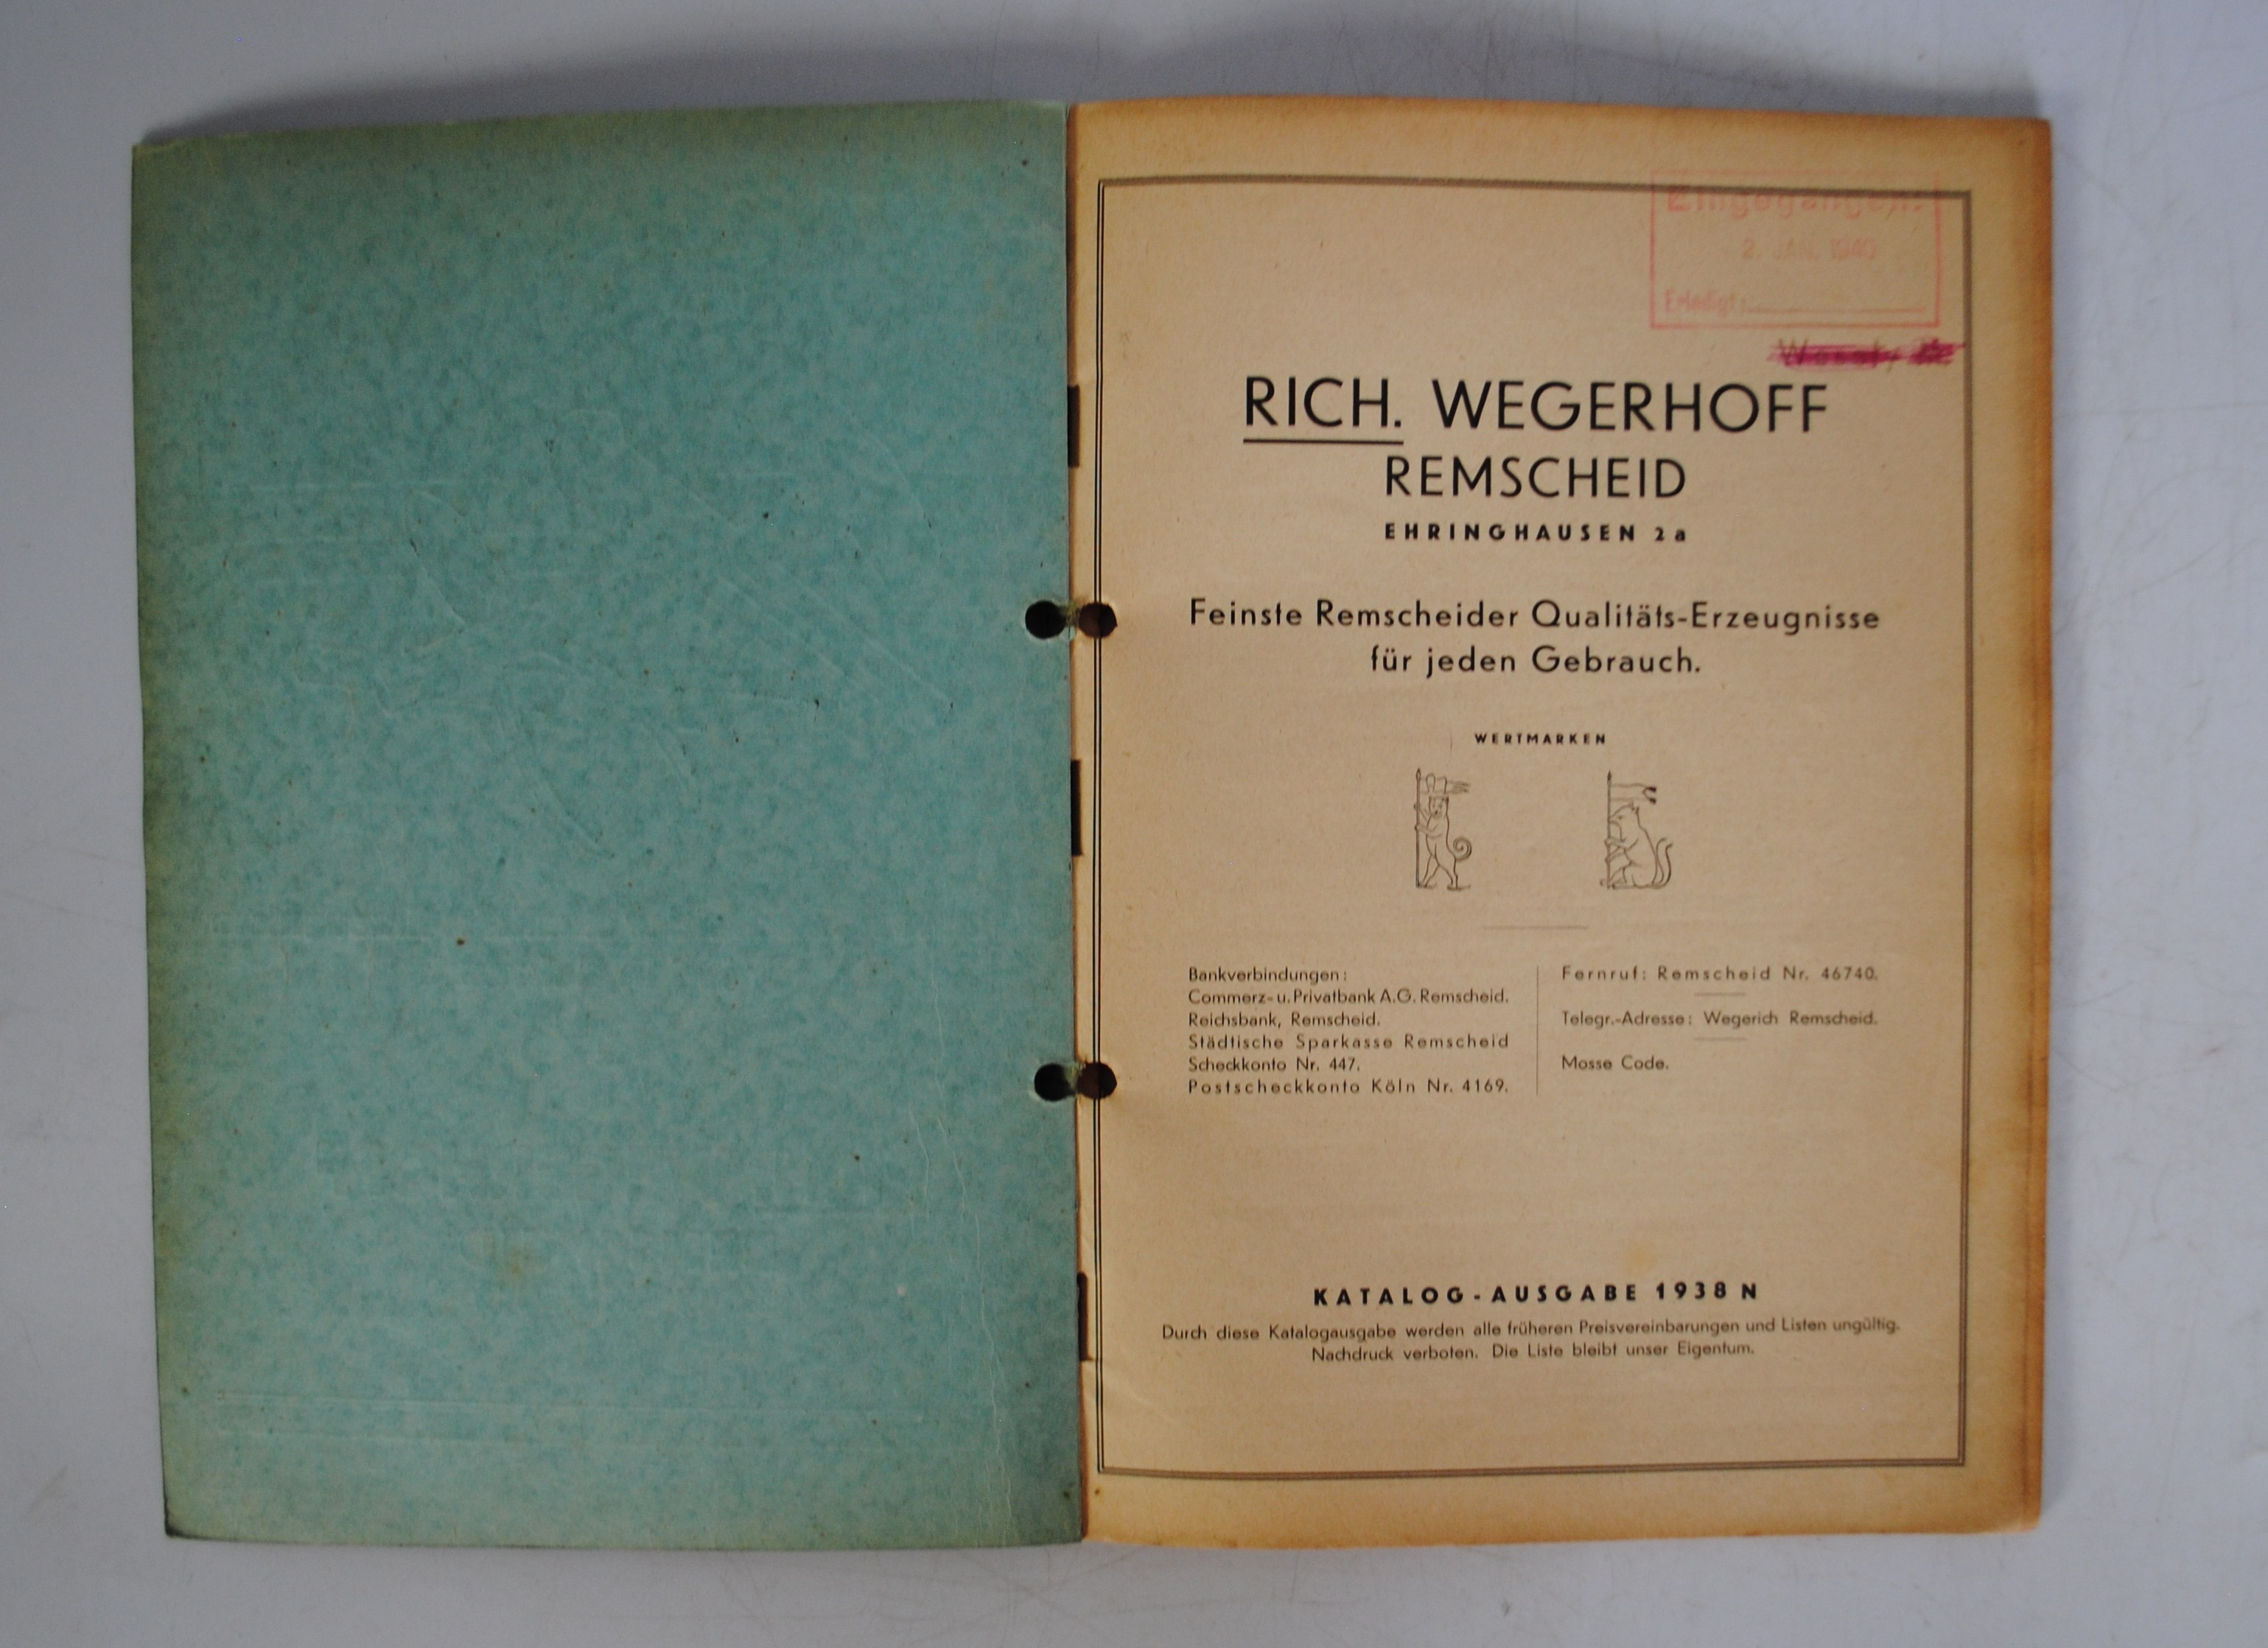 Eingegangen:
2. JAN. 1940
Erledigt:
RICH. WEGERHOFF
REMSCHEID
EHRINGHAUSEN 2a
Feinste Remscheider Qualitäts-Erzeugnisse
für jeden Gebrauch.
WERTMARKEN
Bankverbindungen:
Commerz- u. Privatbank A.G. Remscheid.
Reichsbank, Remscheid.
Städtische Sparkasse Remscheid
Scheckkonto Nr. 447.
Postscheckkonto Köln Nr. 4169.
Fernruf: Remscheid Nr. 46740.
Telegr.-Adresse: Wegerich Remscheid.
Mosse Code.
KATALOG-AUSGABE 1938 N
Durch diese Katalogausgabe werden alle früheren Preisvereinbarungen und Listen ungültig.
Nachdruck verboten. Die Liste bleibt unser Eigentum.